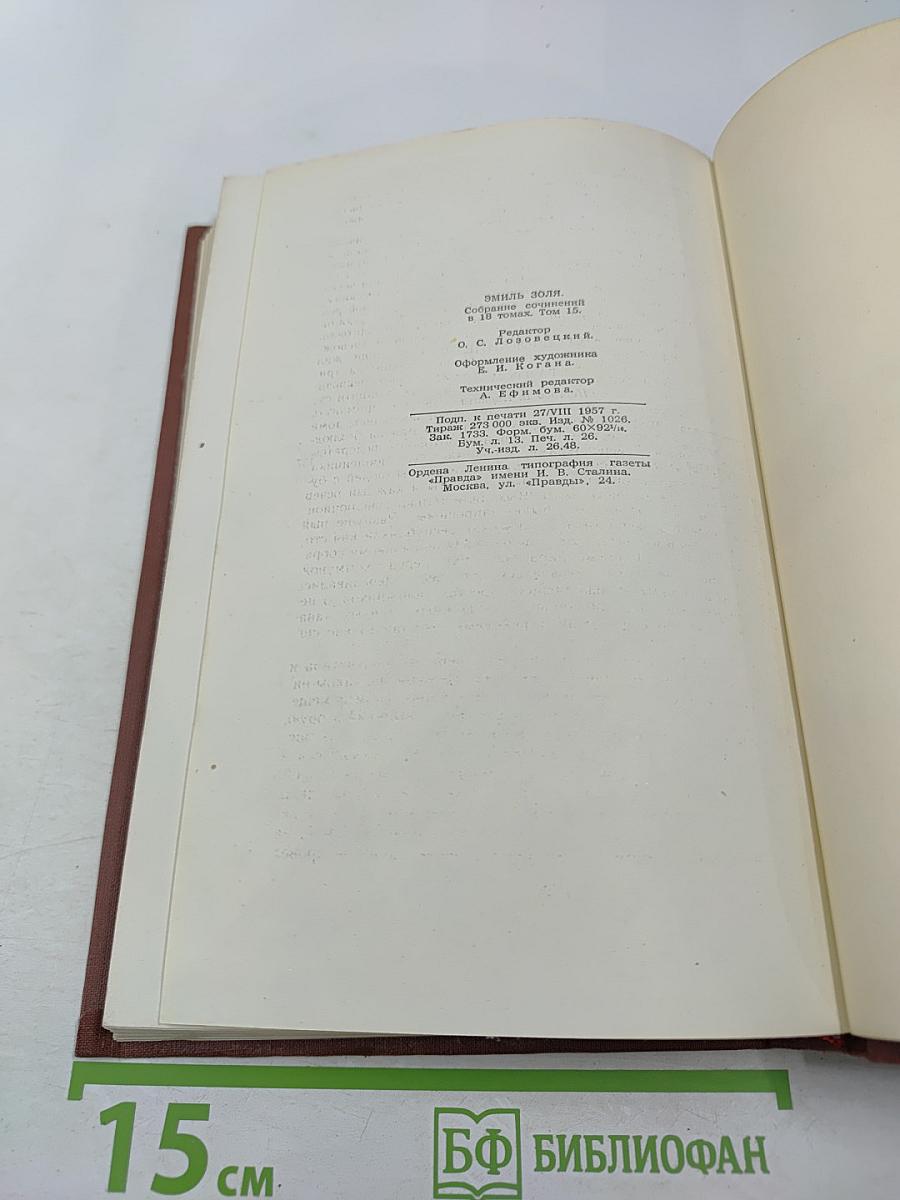 ЭМИЛЬ ЗОЛЯ.
Собрание сочинений
в 18 томах. Том 15.
Редактор
О. С. Лозовецкий.
Оформление художника
Е. И. Когана.
Технический редактор
А. Ефимова.
Подп. к печати 27/VIII 1957 г.
Тираж 273 000 экз. Изд. № 1026.
Зак. 1733. Форм. бум. 60×92¹/₁₆.
Бум. л. 13. Печ. л. 26.
Уч.-изд. л. 26,48.
Ордена Ленина типография газеты
«Правда» имени И. В. Сталина.
Москва, ул. «Правды», 24.
15 см
БФ БИБЛИОФАН